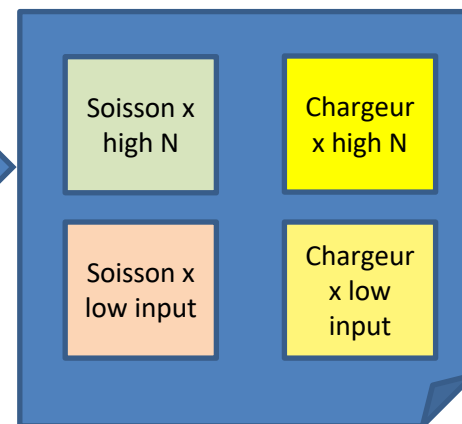 Soisson x
high N
Chargeur
x high N
Soisson x
low input
Chargeur
x low
input